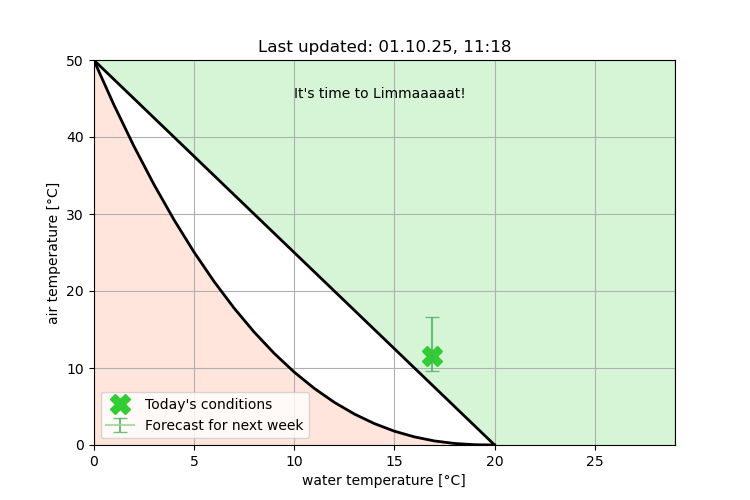 Last updated: 01.10.25, 11:18
50
It's time to Limmaaaaat!
40
30
air temperature [°C]
20
10
Today's conditions
Forecast for next week
0
0 5 10 15 20 25
water temperature [°C]